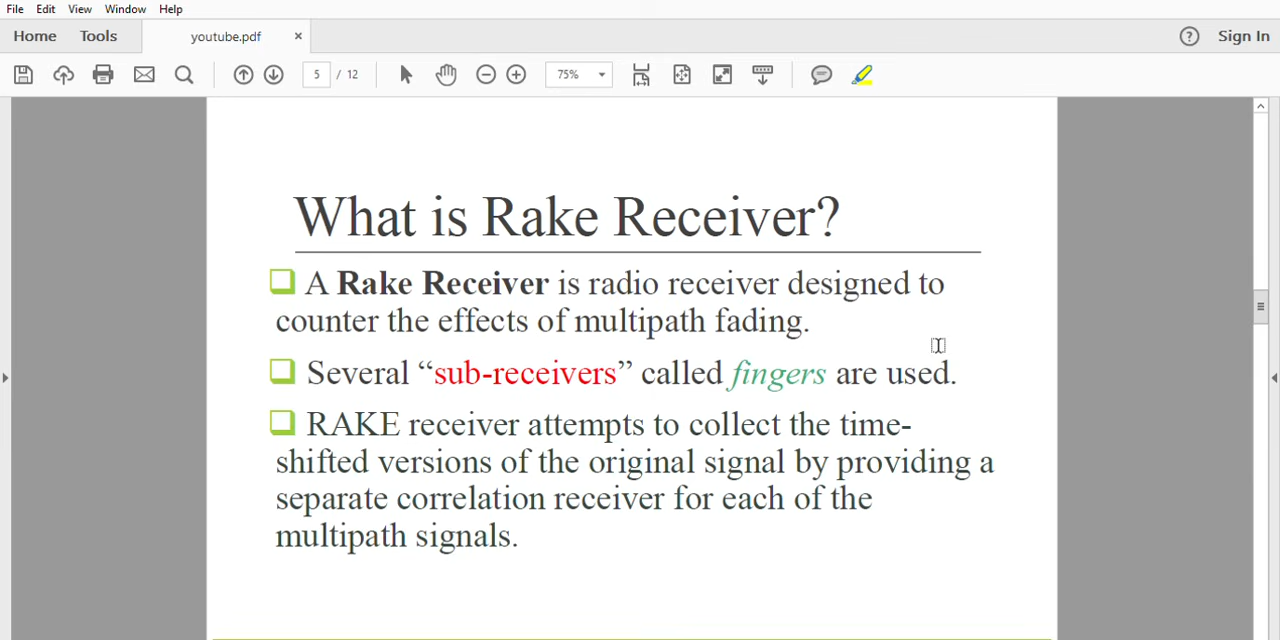 File Edit View Window Help
Home Tools youtube.pdf × ? Sign In
5 / 12 75%
What is Rake Receiver?
A Rake Receiver is radio receiver designed to
counter the effects of multipath fading.
Several “sub-receivers” called fingers are used.
RAKE receiver attempts to collect the time-
shifted versions of the original signal by providing a
separate correlation receiver for each of the
multipath signals.